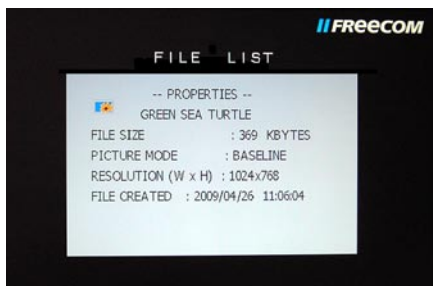 FREECOM
FILE LIST
-- PROPERTIES --
GREEN SEA TURTLE
FILE SIZE : 369 KBYTES
PICTURE MODE : BASELINE
RESOLUTION (W x H) : 1024x768
FILE CREATED : 2009/04/26 11:06:04